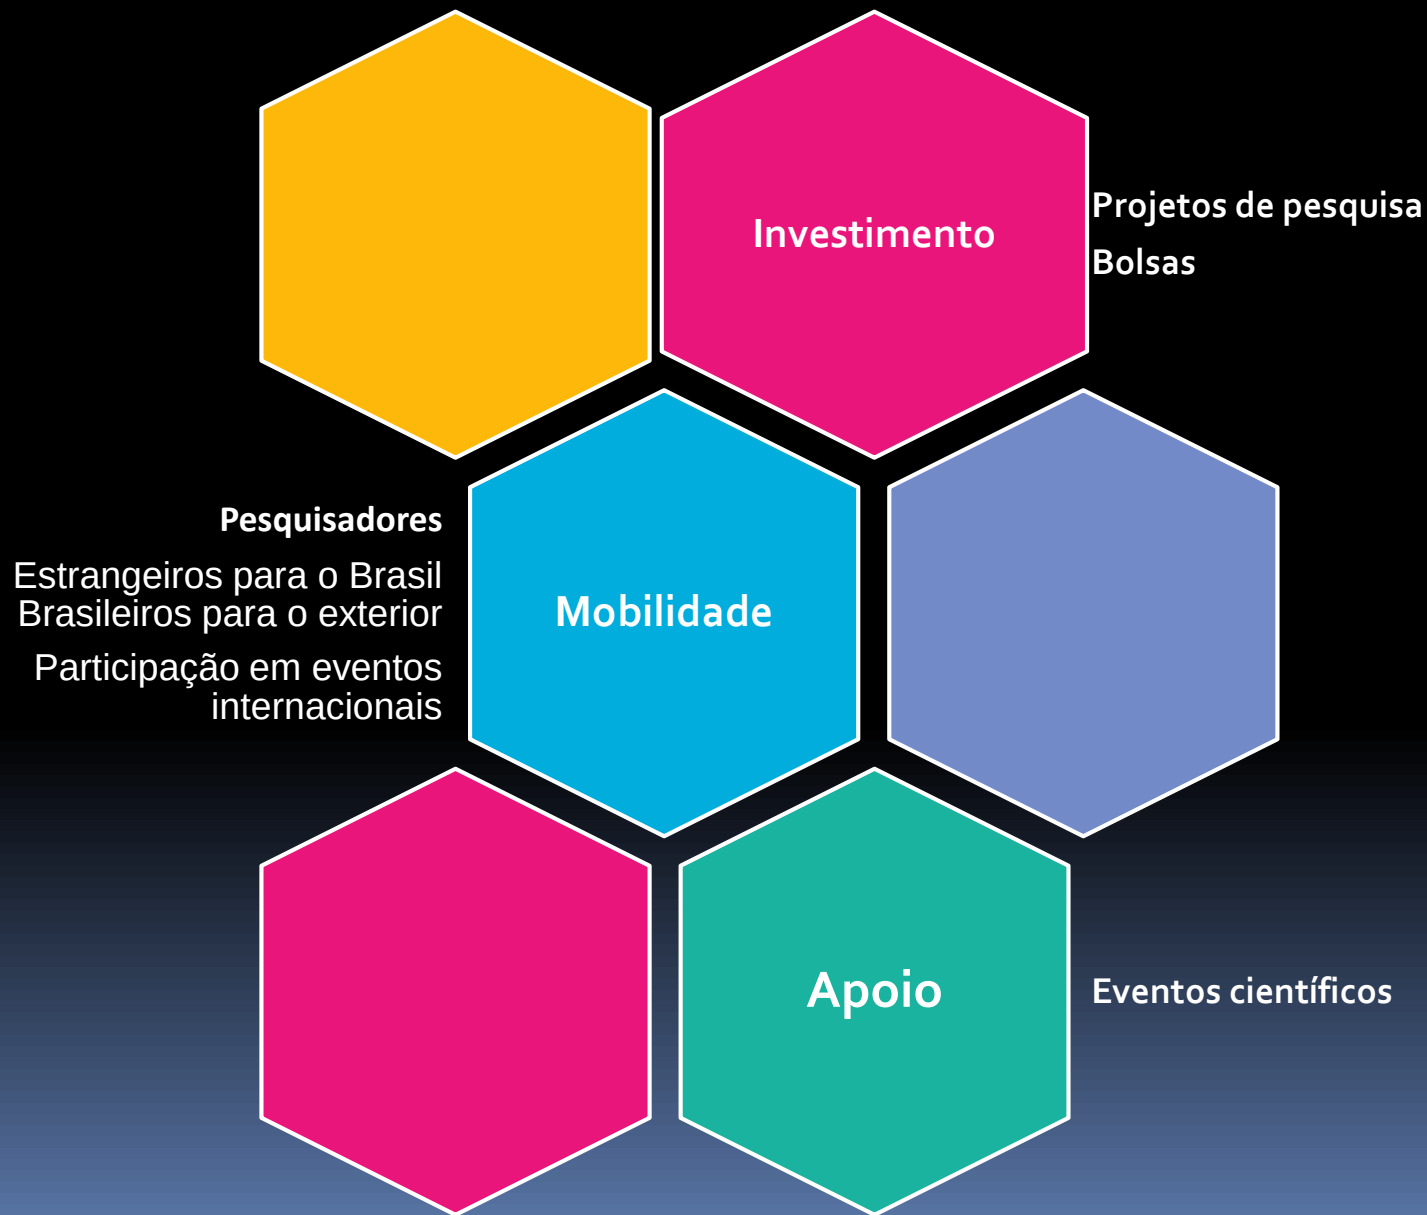 Investimento
Projetos de pesquisa
Bolsas
Pesquisadores
Estrangeiros para o Brasil
Brasileiros para o exterior
Participação em eventos
internacionais
Mobilidade
Apoio
Eventos científicos